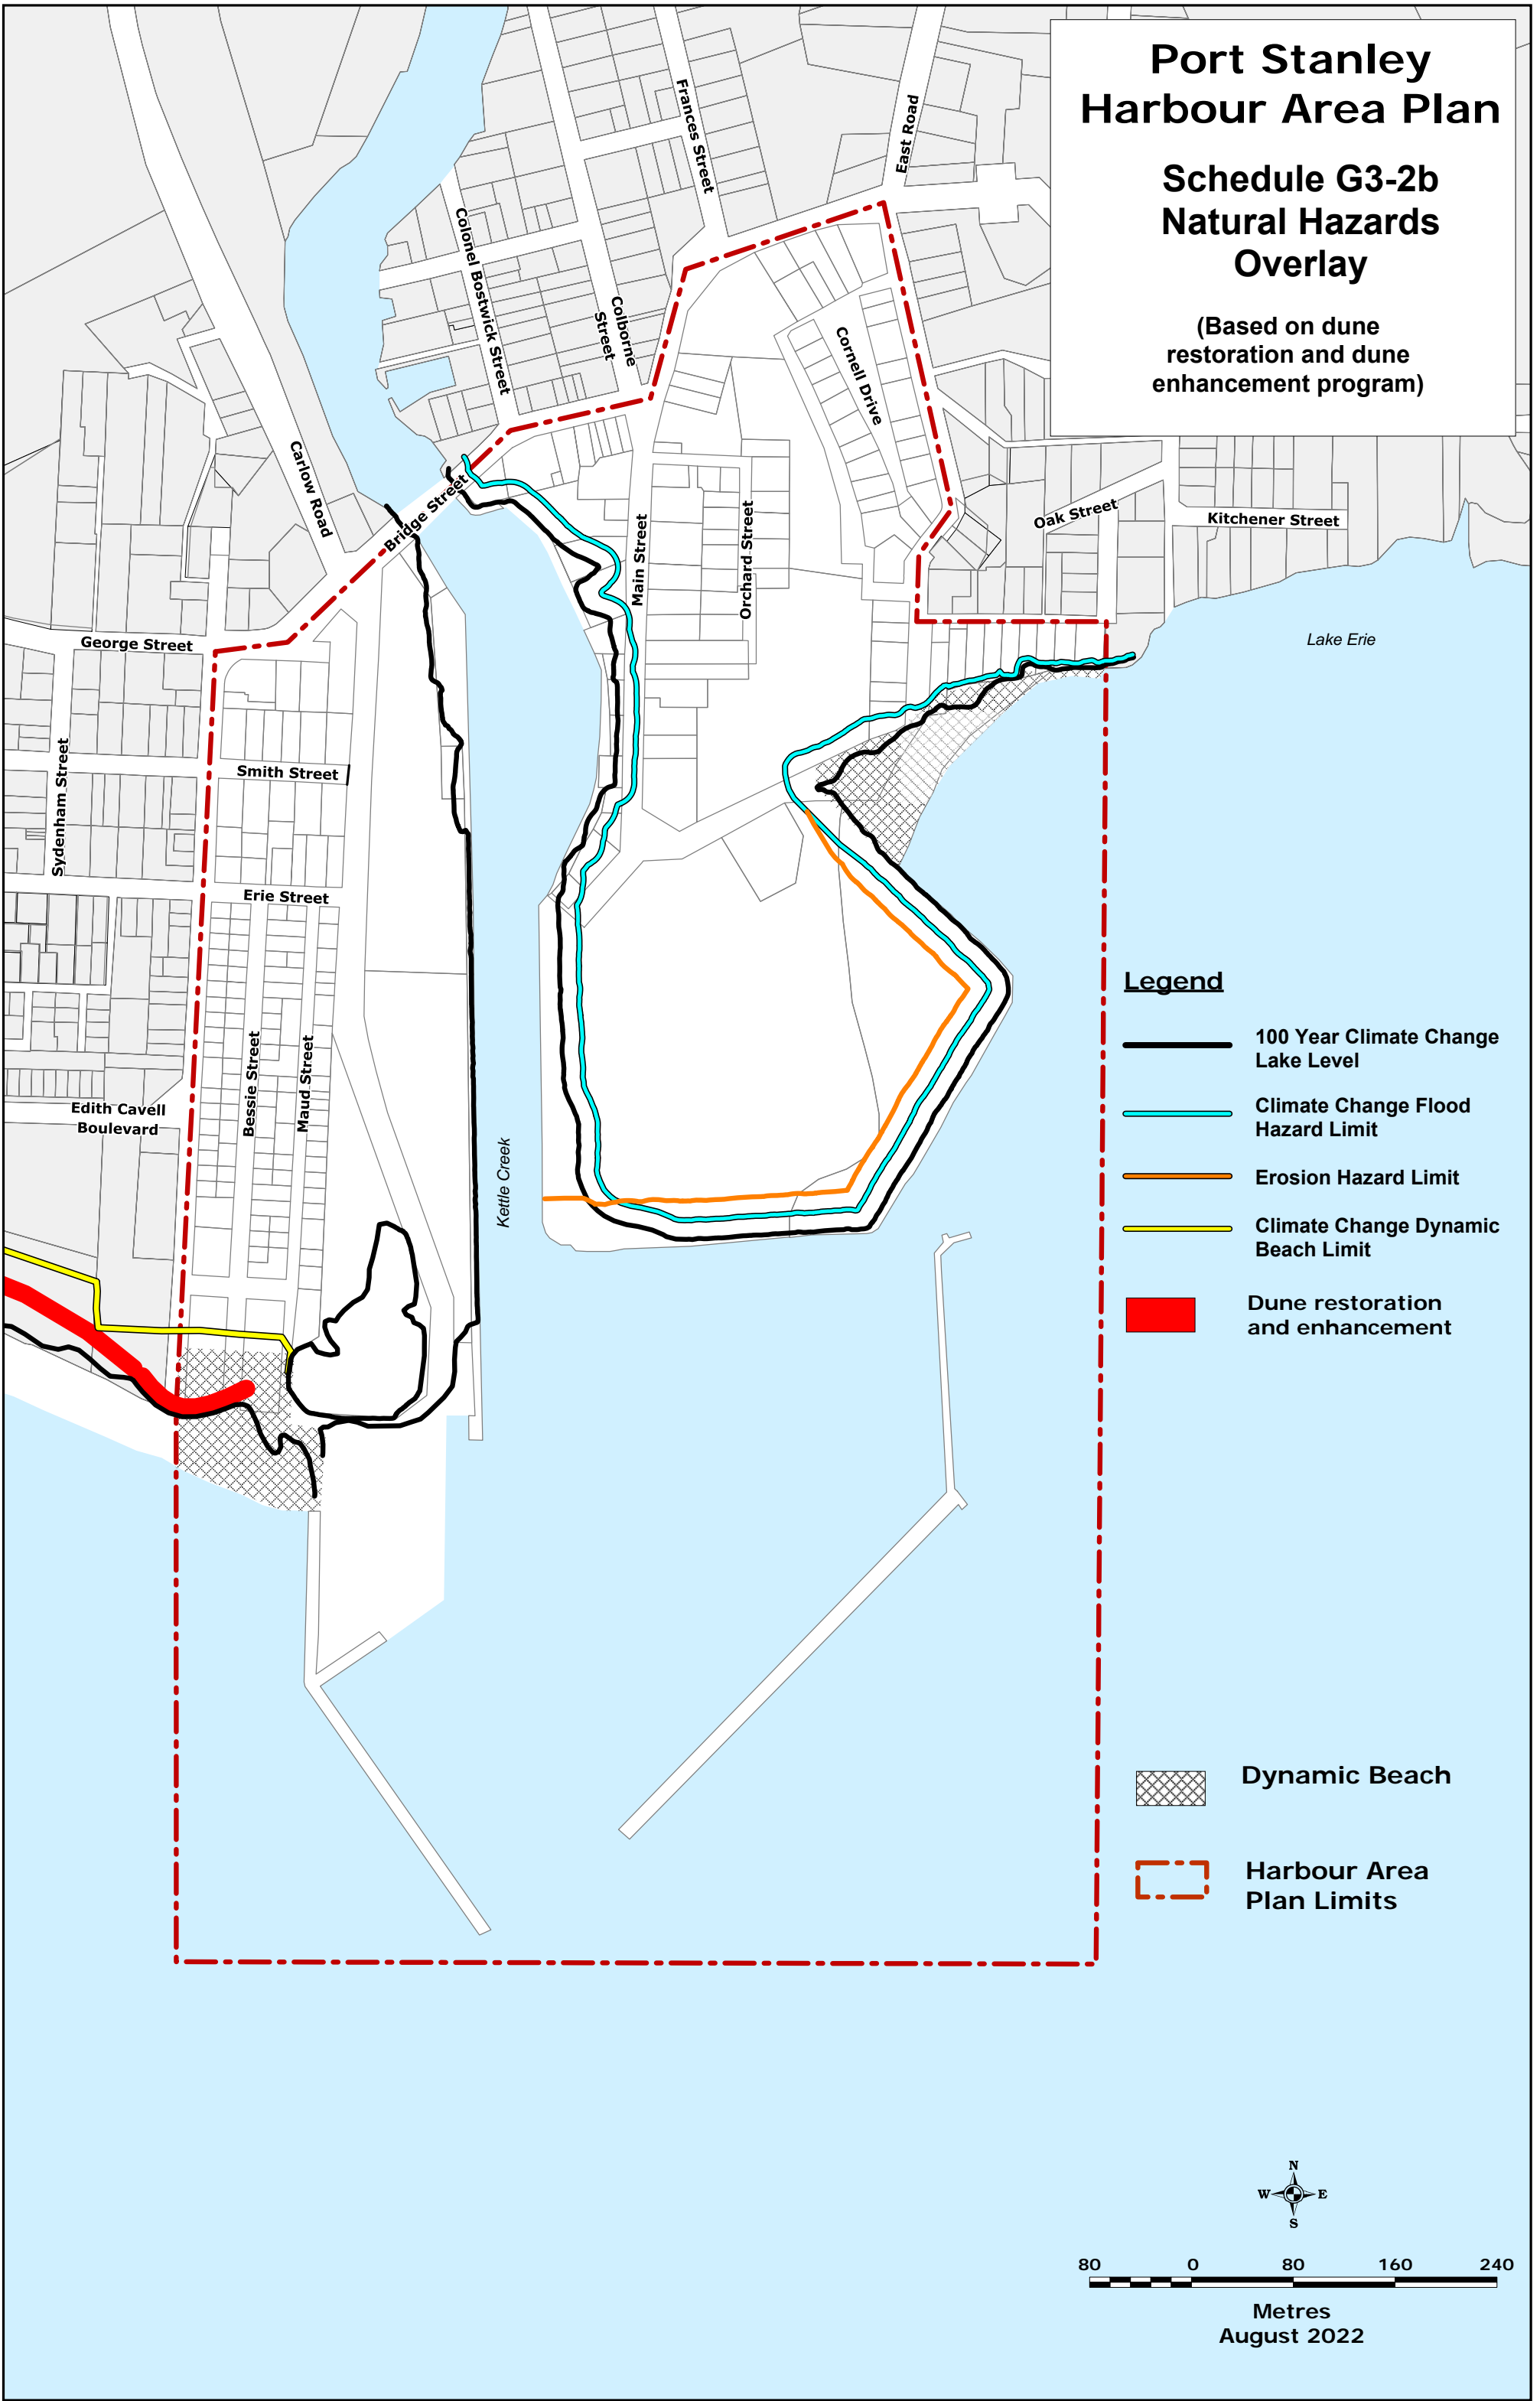 Port Stanley
Harbour Area Plan
Schedule G3-2b
Natural Hazards
Overlay
(Based on dune
restoration and dune
enhancement program)
Frances Street
East Road
Colonel Bostwick Street
Colborne
Street
Cornell Drive
Carlow Road
Bridge Street
Main Street
Orchard Street
Oak Street
Kitchener Street
George Street
Lake Erie
Sydenham Street
Smith Street
Erie Street
Bessie Street
Maud Street
Edith Cavell
Boulevard
Kettle Creek
Legend
100 Year Climate Change
Lake Level
Climate Change Flood
Hazard Limit
Erosion Hazard Limit
Climate Change Dynamic
Beach Limit
Dune restoration
and enhancement
Dynamic Beach
Harbour Area
Plan Limits
N
W E
S
80 0 80 160 240
Metres
August 2022